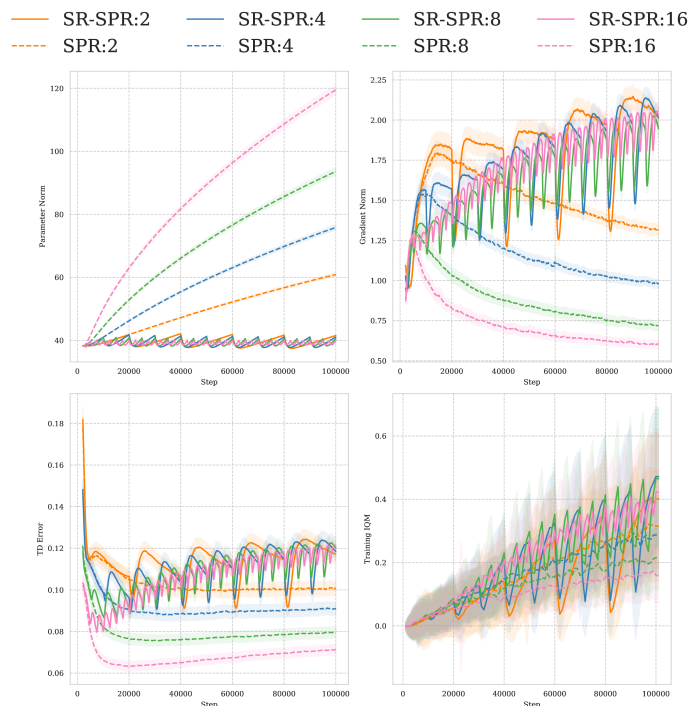 SR-SPR:2 SR-SPR:4 SR-SPR:8 SR-SPR:16
SPR:2 SPR:4 SPR:8 SPR:16
Parameter Norm
120
100
80
60
40
0 20000 40000 60000 80000 100000
Step
Gradient Norm
2.25
2.00
1.75
1.50
1.25
1.00
0.75
0.50
0 20000 40000 60000 80000 100000
Step
TD Error
0.18
0.16
0.14
0.12
0.10
0.08
0.06
0 20000 40000 60000 80000 100000
Step
Training IQM
0.6
0.4
0.2
0.0
0 20000 40000 60000 80000 100000
Step